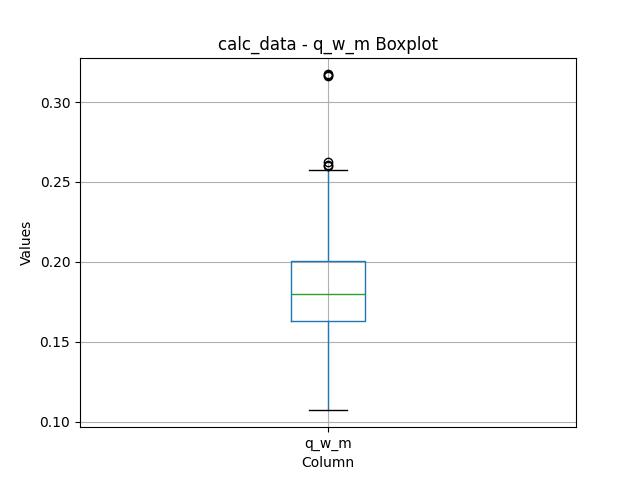 calc_data - q_w_m Boxplot
0.30
0.25
0.20
0.15
0.10
Values
q_w_m
Column